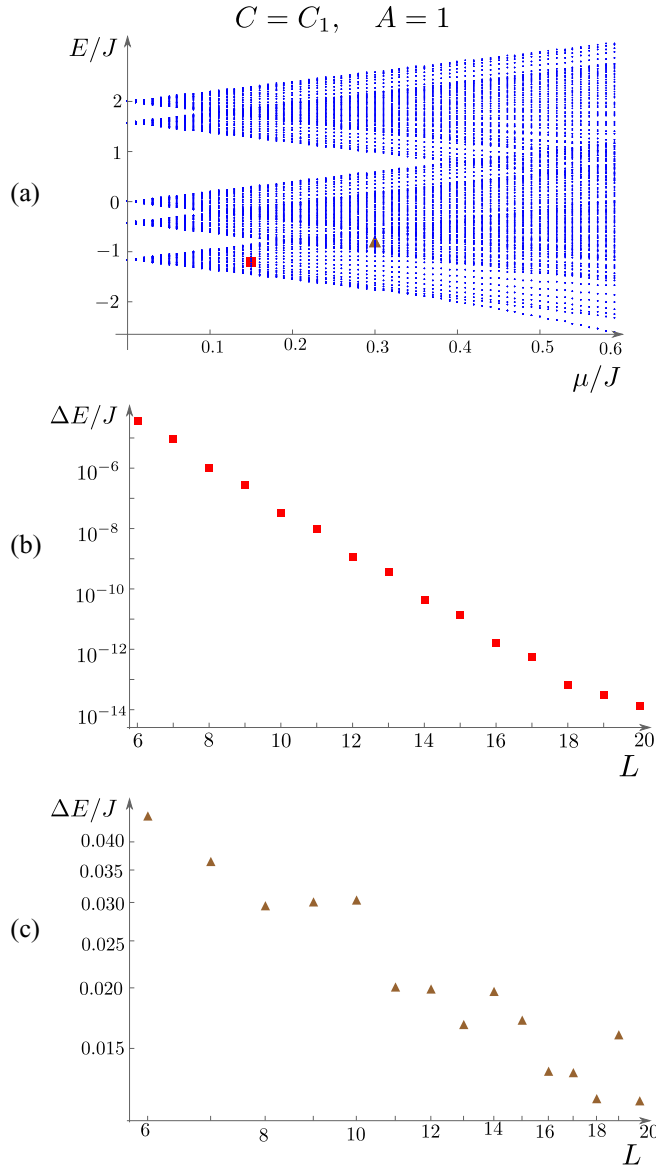 C = C₁,   A = 1
(a)
E/J
2
1
0
−1
−2
0.1 0.2 0.3 0.4 0.5 0.6
μ/J
(b)
ΔE/J
10⁻⁶
10⁻⁸
10⁻¹⁰
10⁻¹²
10⁻¹⁴
6 8 10 12 14 16 18 20
L
(c)
ΔE/J
0.040
0.035
0.030
0.025
0.020
0.015
6 8 10 12 14 16 18 20
L